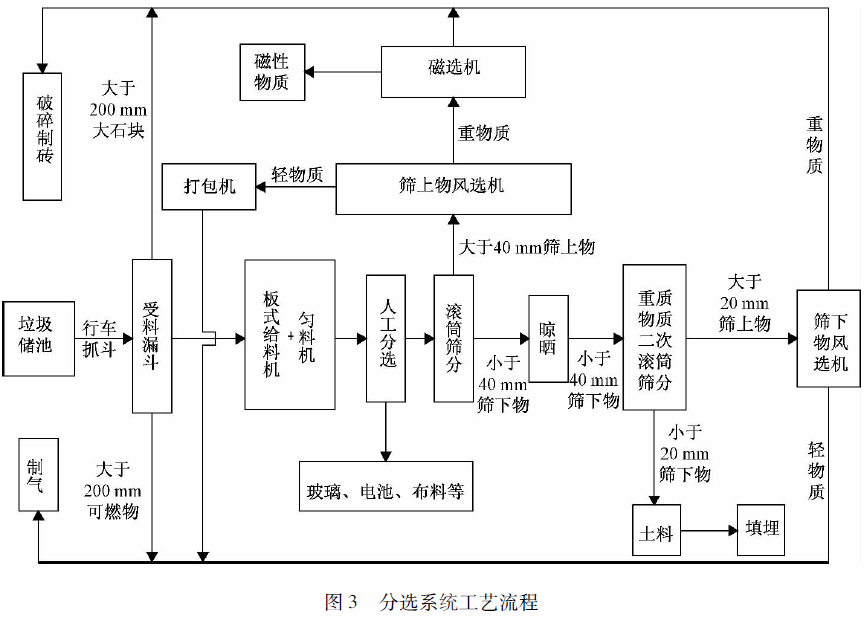 大于
200 mm
大石块
破碎制砖
磁性
物质
磁选机
重物质
重物质
打包机
轻物质
筛上物风选机
大于40 mm筛上物
垃圾
储池
行车
抓斗
受料漏斗
板式给料机
+
匀料机
人工分选
滚筒筛分
小于
40 mm
筛下物
晾晒
小于
40 mm
筛下物
重质
物质
二次
滚筒
筛分
大于
20 mm
筛上物
筛下
物风
选机
制气
大于
200 mm
可燃物
玻璃、电池、布料等
小于
20 mm
筛下物
轻物质
土料
填埋
图 3 分选系统工艺流程